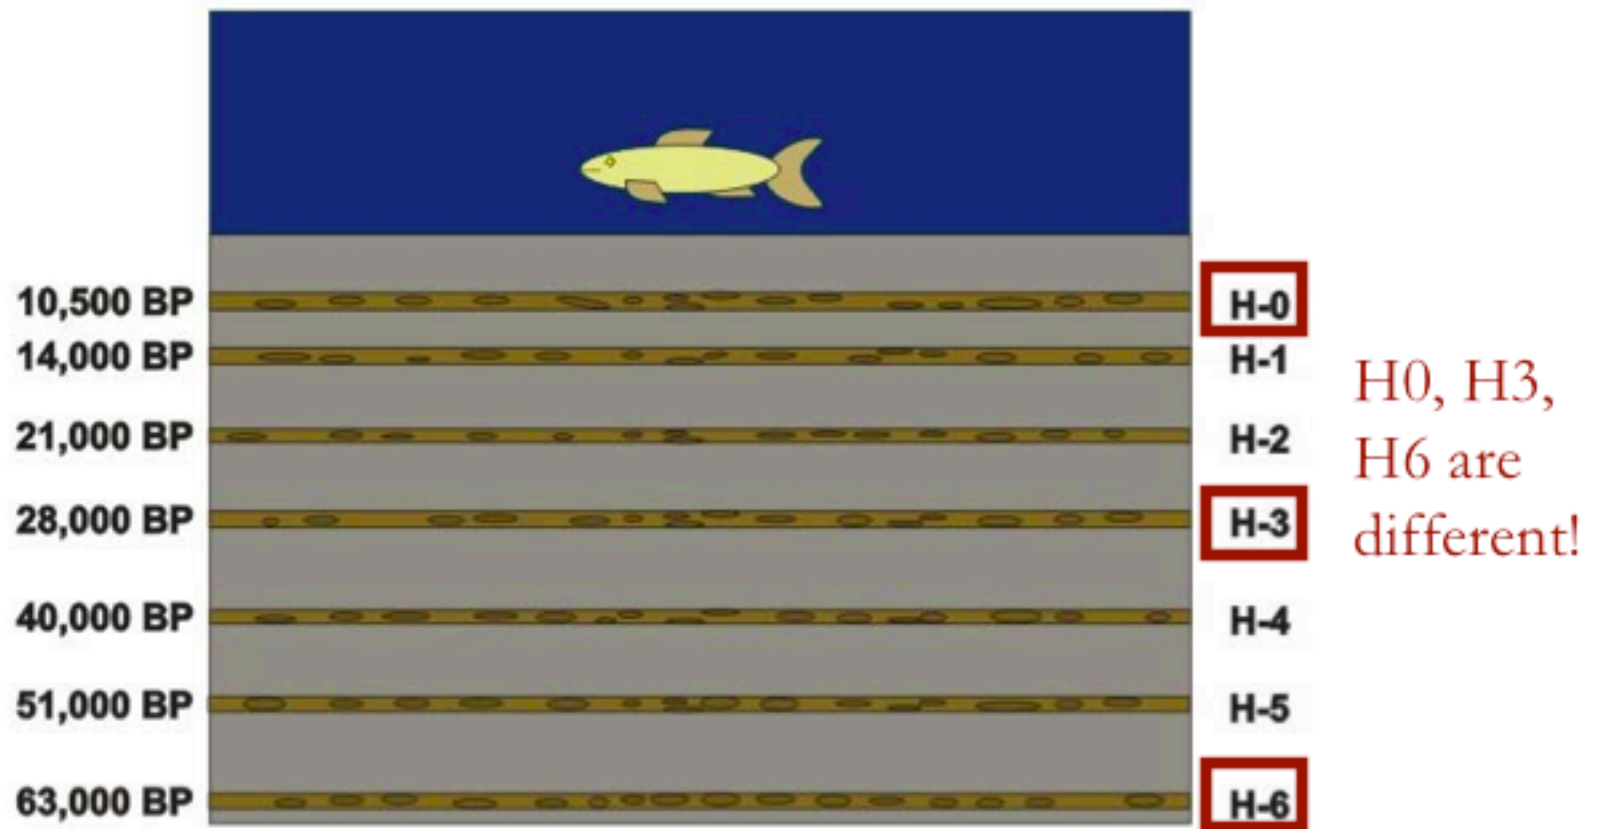 10,500 BP H-0
14,000 BP H-1
H0, H3,
21,000 BP H-2
H6 are
28,000 BP H-3
different!
40,000 BP H-4
51,000 BP H-5
63,000 BP H-6